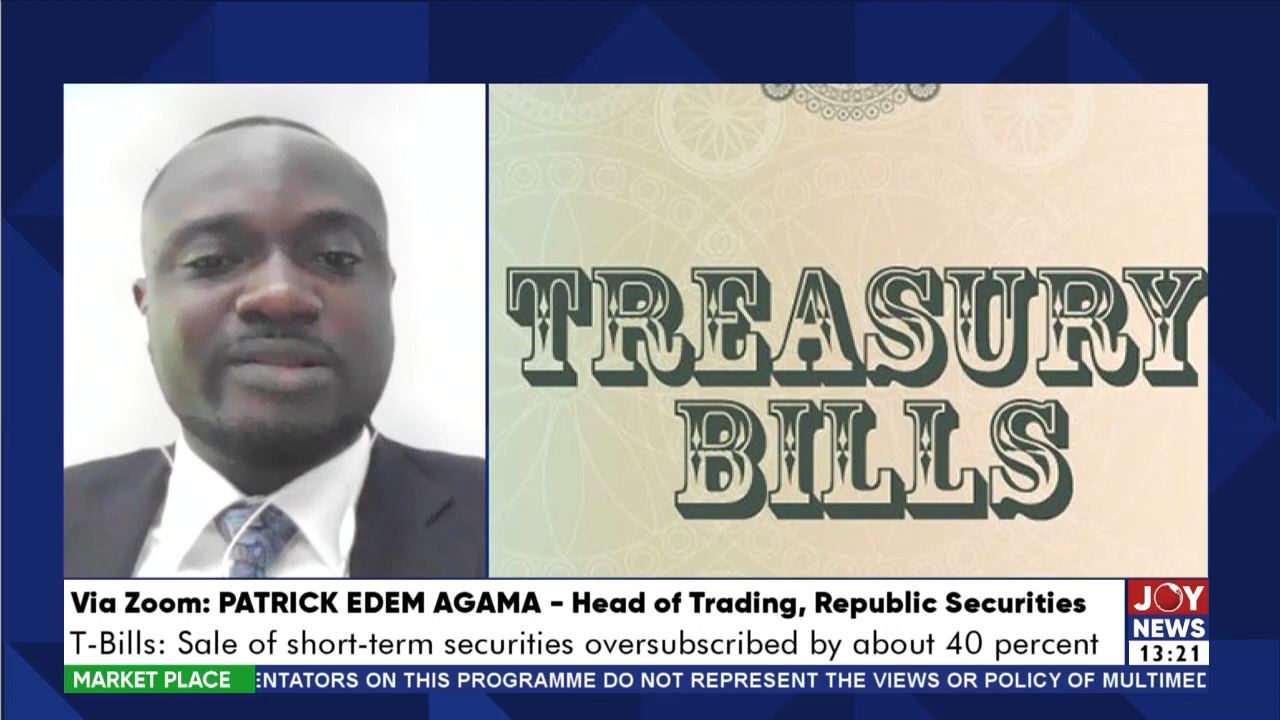 TREASURY
BILLS
Via Zoom: PATRICK EDEM AGAMA - Head of Trading, Republic Securities
T-Bills: Sale of short-term securities oversubscribed by about 40 percent
JOY
NEWS
13:21
MARKET PLACE
ENTATORS ON THIS PROGRAMME DO NOT REPRESENT THE VIEWS OR POLICY OF MULTIMED